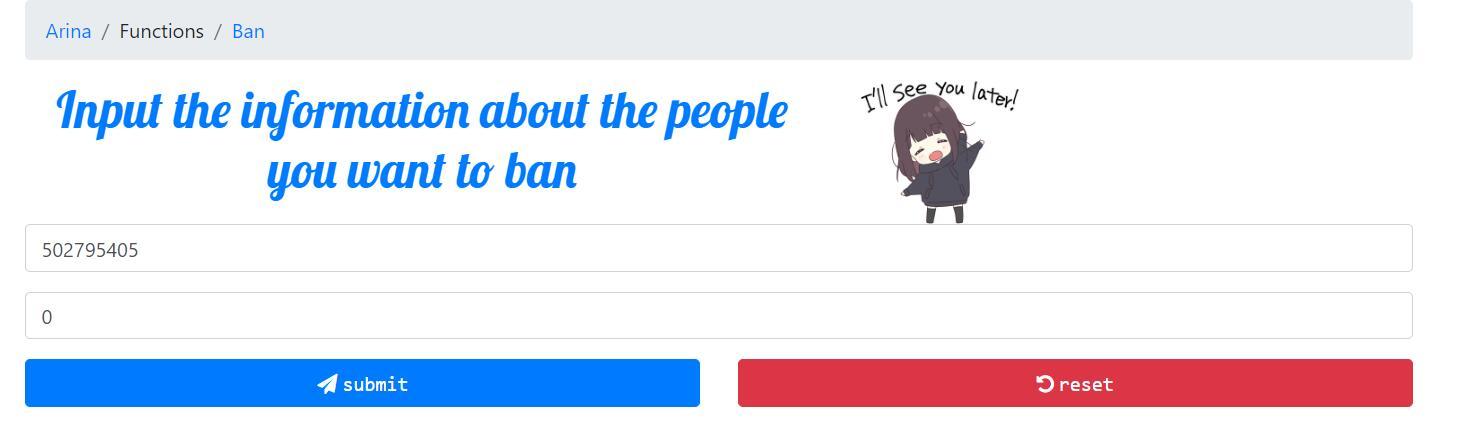 Arina / Functions / Ban
Input the information about the people
you want to ban
I'll see you later!
502795405
0
submit
reset